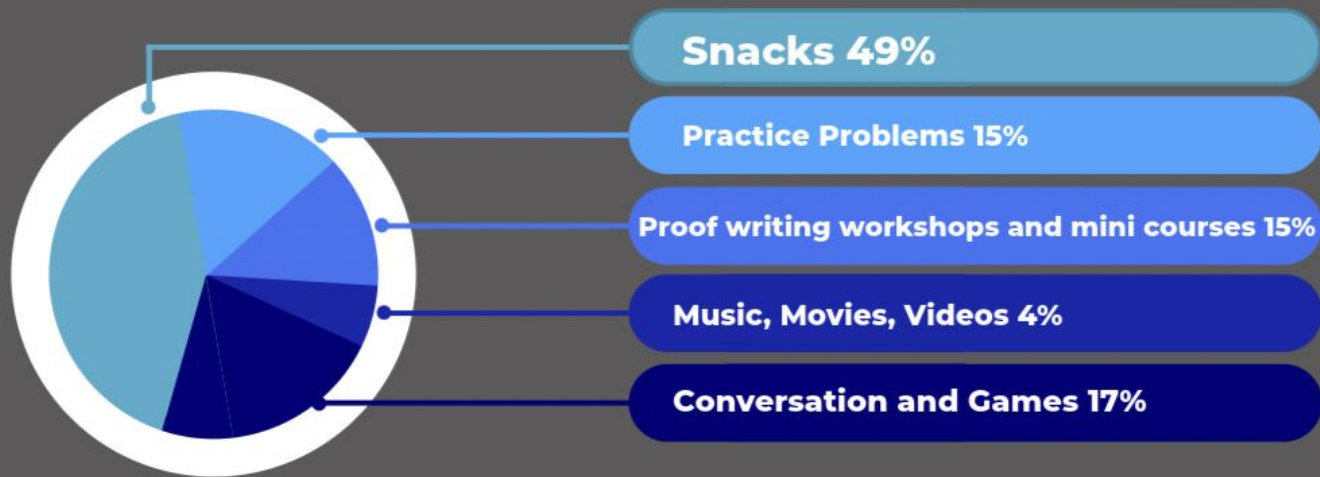 Snacks 49%
Practice Problems 15%
Proof writing workshops and mini courses 15%
Music, Movies, Videos 4%
Conversation and Games 17%